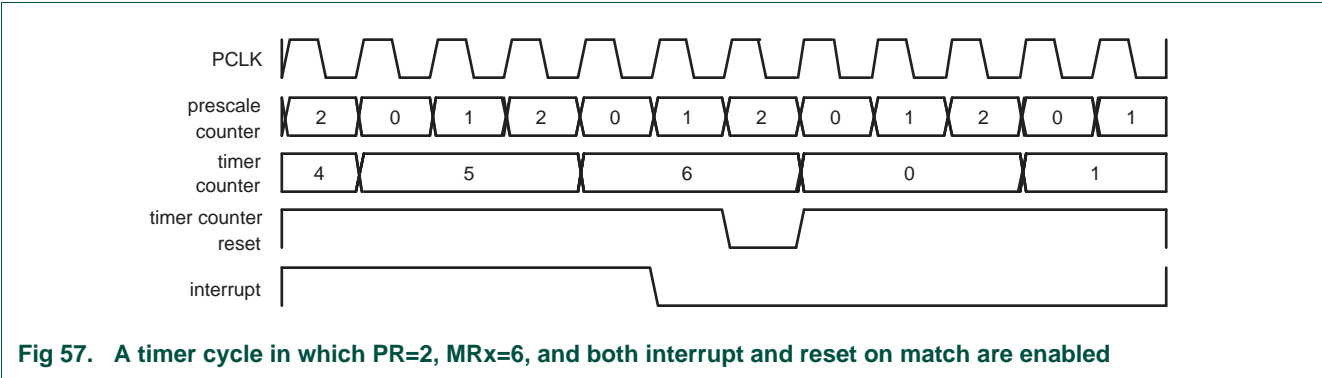 PCLK
prescale
counter
2 0 1 2 0 1 2 0 1 2 0 1
timer
counter
4 5 6 0 1
timer counter
reset
interrupt
Fig 57. A timer cycle in which PR=2, MRx=6, and both interrupt and reset on match are enabled